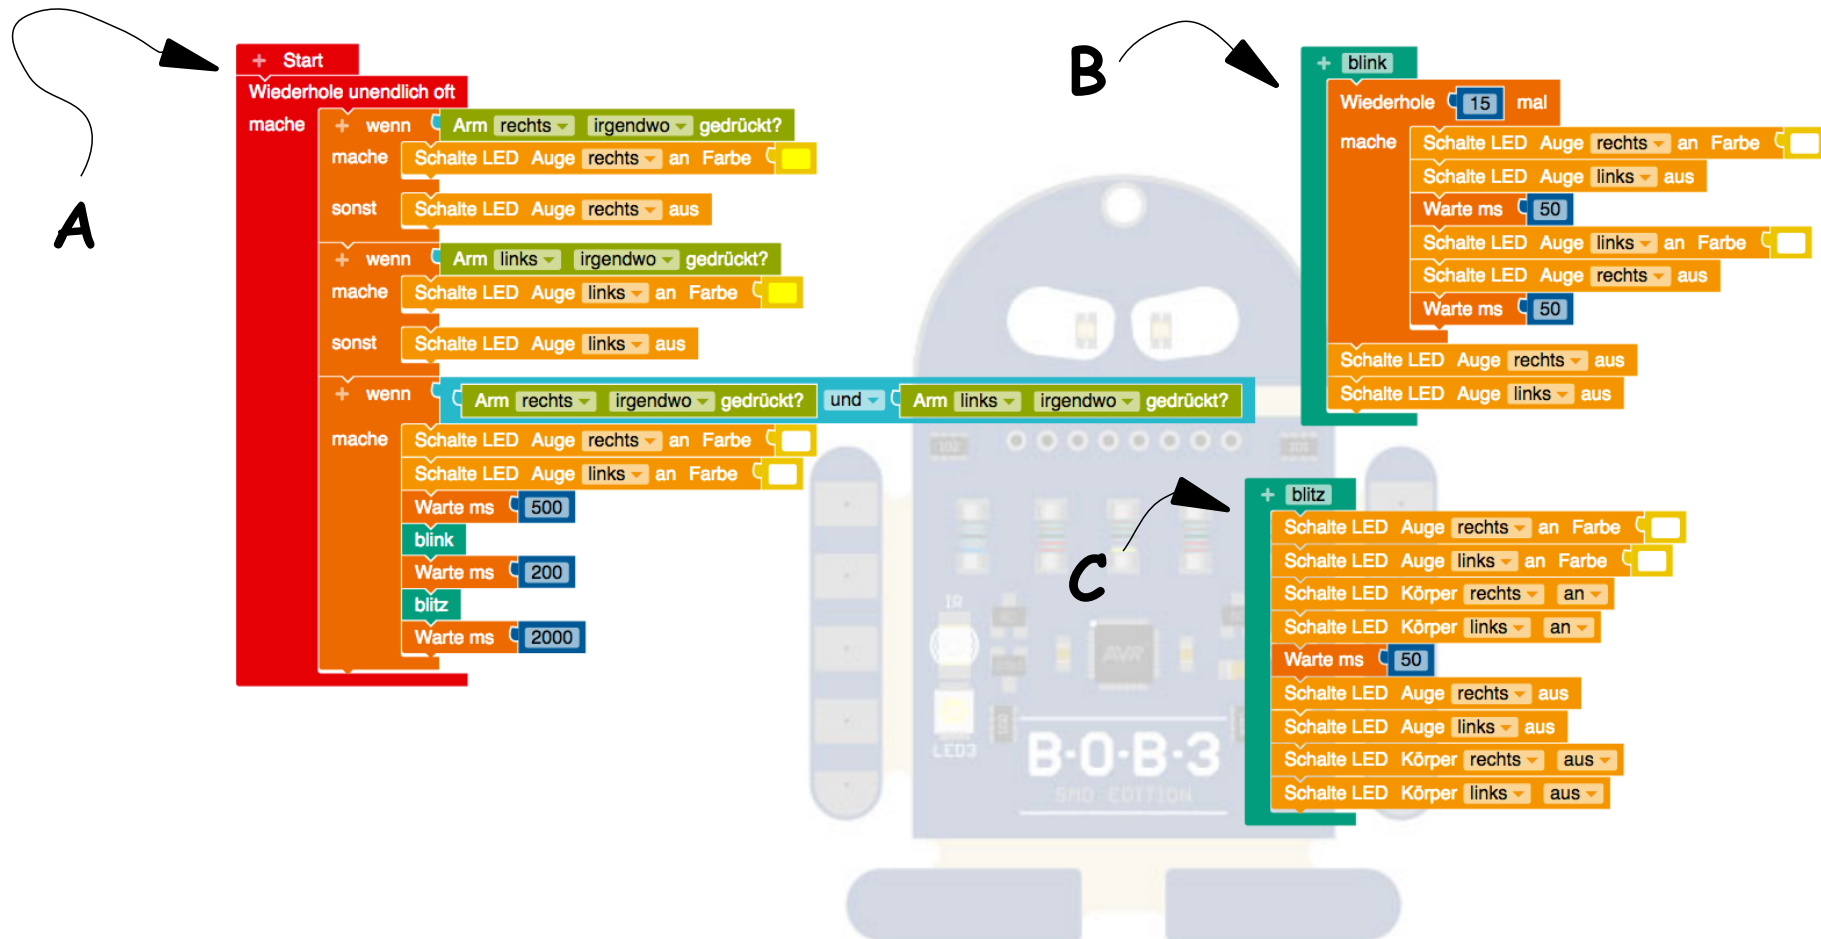 A
+ Start
Wiederhole unendlich oft
mache + wenn Arm rechts irgendwo gedrückt?
mache Schalte LED Auge rechts an Farbe
sonst Schalte LED Auge rechts aus
+ wenn Arm links irgendwo gedrückt?
mache Schalte LED Auge links an Farbe
sonst Schalte LED Auge links aus
+ wenn Arm rechts irgendwo gedrückt? und Arm links irgendwo gedrückt?
mache Schalte LED Auge rechts an Farbe
Schalte LED Auge links an Farbe
Warte ms 500
blink
Warte ms 200
blitz
Warte ms 2000
B
+ blink
Wiederhole 15 mal
mache Schalte LED Auge rechts an Farbe
Schalte LED Auge links aus
Warte ms 50
Schalte LED Auge links an Farbe
Schalte LED Auge rechts aus
Warte ms 50
Schalte LED Auge rechts aus
Schalte LED Auge links aus
C
+ blitz
Schalte LED Auge rechts an Farbe
Schalte LED Auge links an Farbe
Schalte LED Körper rechts an
Schalte LED Körper links an
Warte ms 50
Schalte LED Auge rechts aus
Schalte LED Auge links aus
Schalte LED Körper rechts aus
Schalte LED Körper links aus
IR
AVR
LED3
B·O·B·3
SMD EDITION